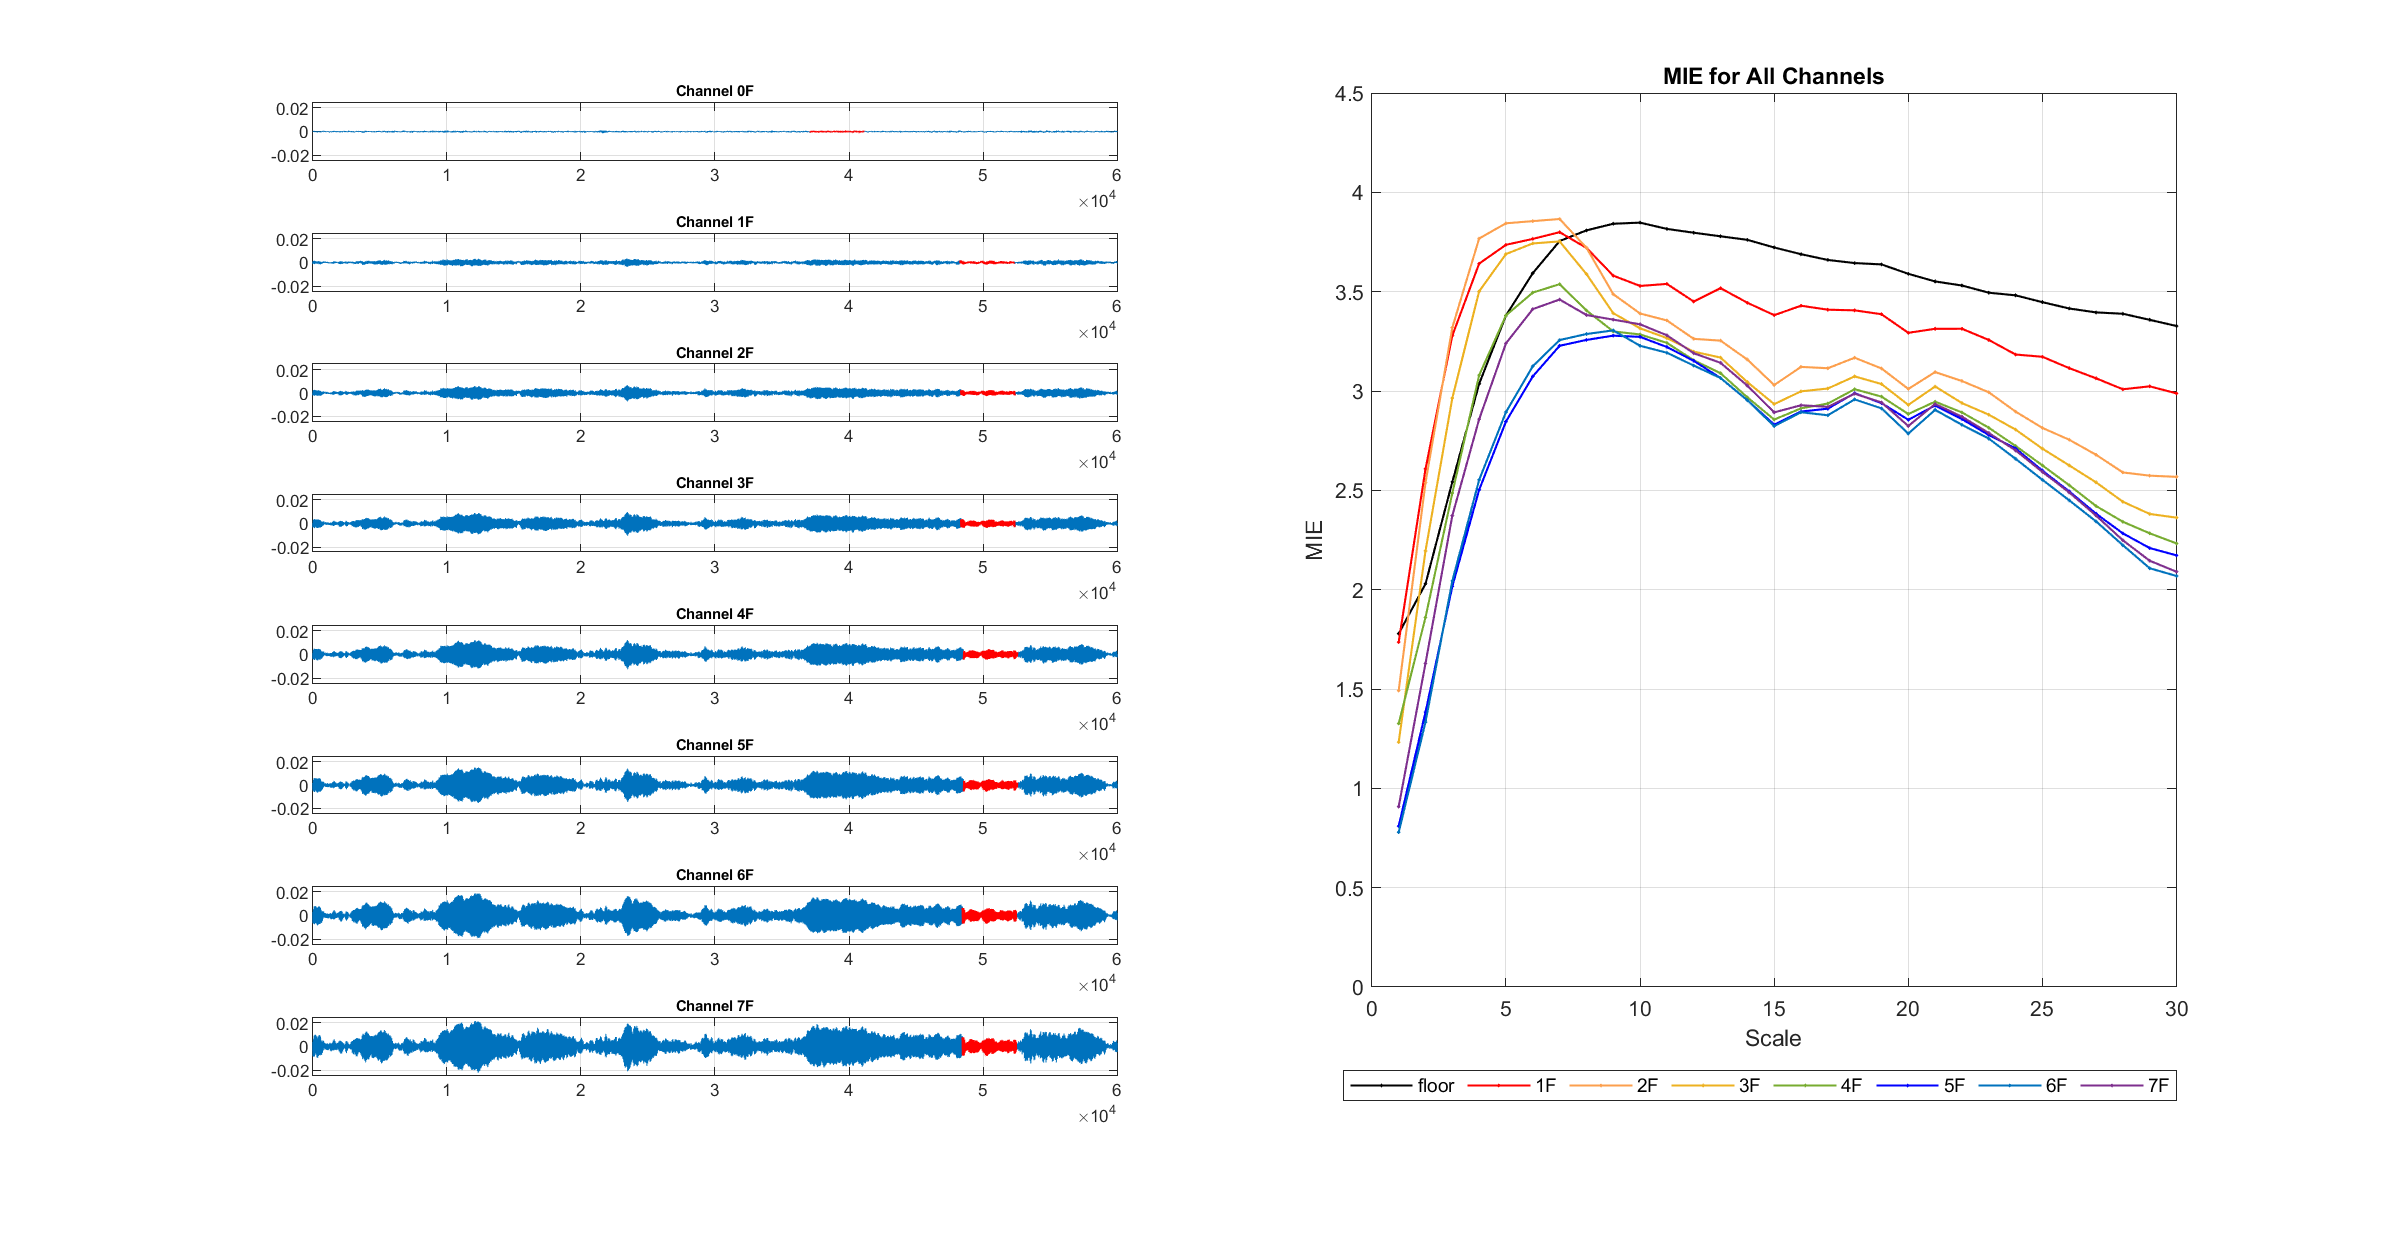 Channel 0F
0.02
0
-0.02
0 1 2 3 4 5 6
×10^4
Channel 1F
0.02
0
-0.02
0 1 2 3 4 5 6
×10^4
Channel 2F
0.02
0
-0.02
0 1 2 3 4 5 6
×10^4
Channel 3F
0.02
0
-0.02
0 1 2 3 4 5 6
×10^4
Channel 4F
0.02
0
-0.02
0 1 2 3 4 5 6
×10^4
Channel 5F
0.02
0
-0.02
0 1 2 3 4 5 6
×10^4
Channel 6F
0.02
0
-0.02
0 1 2 3 4 5 6
×10^4
Channel 7F
0.02
0
-0.02
0 1 2 3 4 5 6
×10^4
MIE for All Channels
4.5
4
3.5
3
2.5
2
1.5
1
0.5
0
MIE
0 5 10 15 20 25 30
Scale
floor 1F 2F 3F 4F 5F 6F 7F